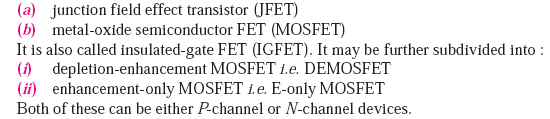 (a) junction field effect transistor (JFET)
(b) metal-oxide semiconductor FET (MOSFET)
It is also called insulated-gate FET (IGFET). It may be further subdivided into :
(i) depletion-enhancement MOSFET i.e. DEMOSFET
(ii) enhancement-only MOSFET i.e. E-only MOSFET
Both of these can be either P-channel or N-channel devices.